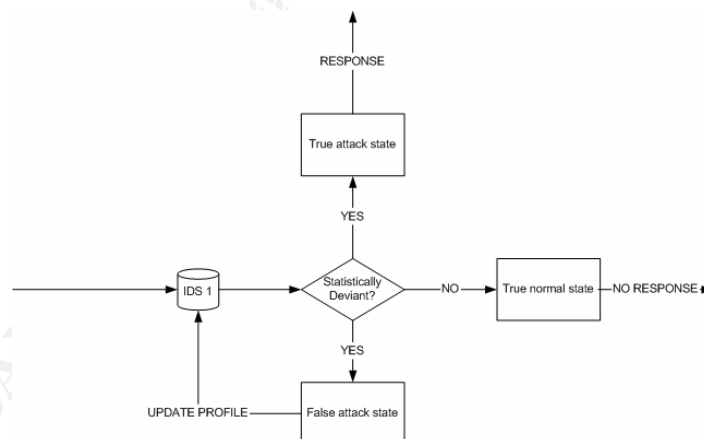 RESPONSE
True attack state
YES
IDS 1
Statistically
Deviant?
NO
True normal state
NO RESPONSE
YES
UPDATE PROFILE
False attack state